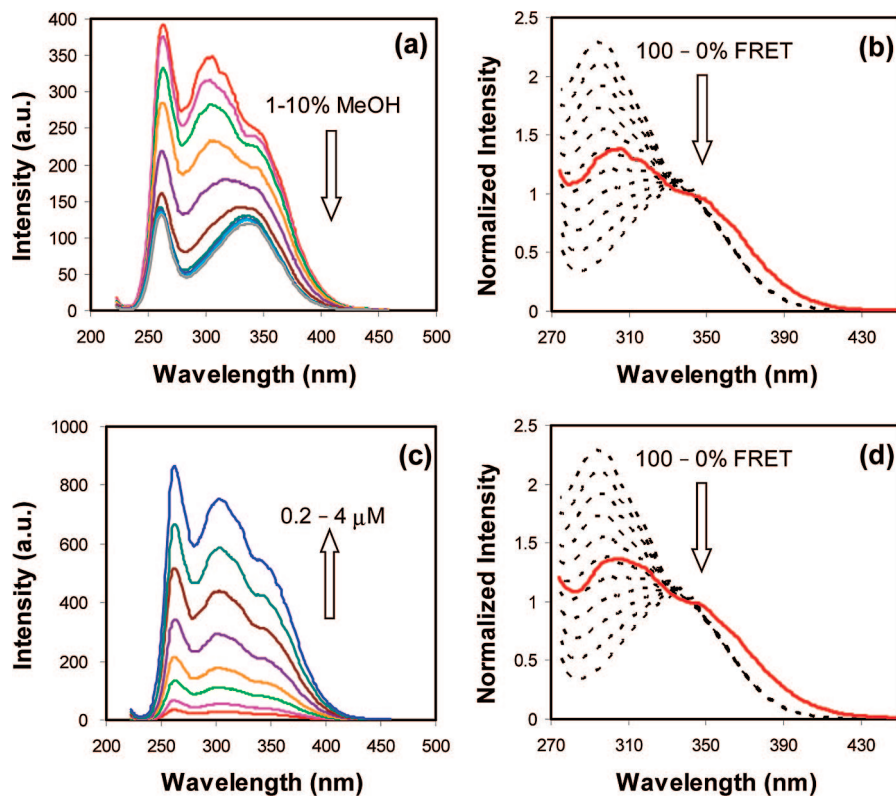 (a)
1-10% MeOH
Intensity (a.u.)
400
350
300
250
200
150
100
50
0
200 250 300 350 400 450 500
Wavelength (nm)
(b)
100 – 0% FRET
Normalized Intensity
2.5
2
1.5
1
0.5
0
270 310 350 390 430
Wavelength (nm)
(c)
0.2 – 4 μM
Intensity (a.u.)
1000
800
600
400
200
0
200 250 300 350 400 450 500
Wavelength (nm)
(d)
100 – 0% FRET
Normalized Intensity
2.5
2
1.5
1
0.5
0
270 310 350 390 430
Wavelength (nm)